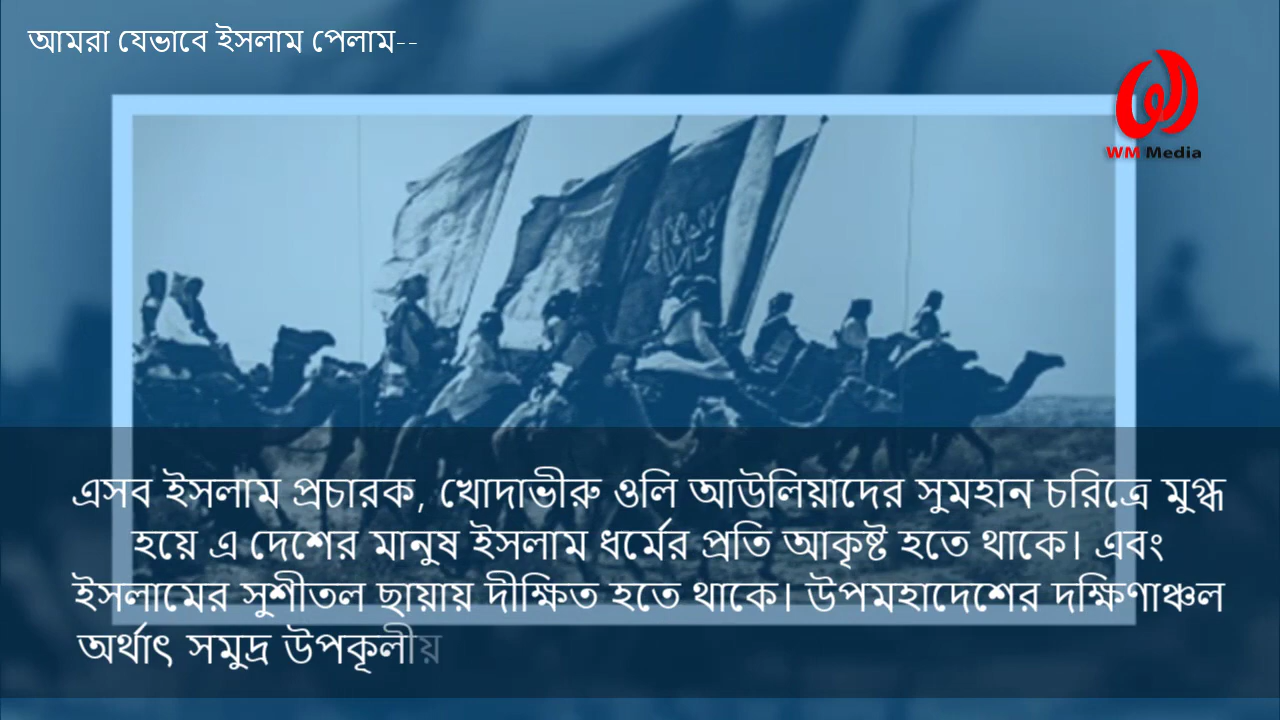 আমরা যেভাবে ইসলাম পেলাম--
WM Media
এসব ইসলাম প্রচারক, খোদাভীরু ওলি আউলিয়াদের সুমহান চরিত্রে মুগ্ধ
হয়ে এ দেশের মানুষ ইসলাম ধর্মের প্রতি আকৃষ্ট হতে থাকে। এবং
ইসলামের সুশীতল ছায়ায় দীক্ষিত হতে থাকে। উপমহাদেশের দক্ষিণাঞ্চল
অর্থাৎ সমুদ্র উপকূলীয়